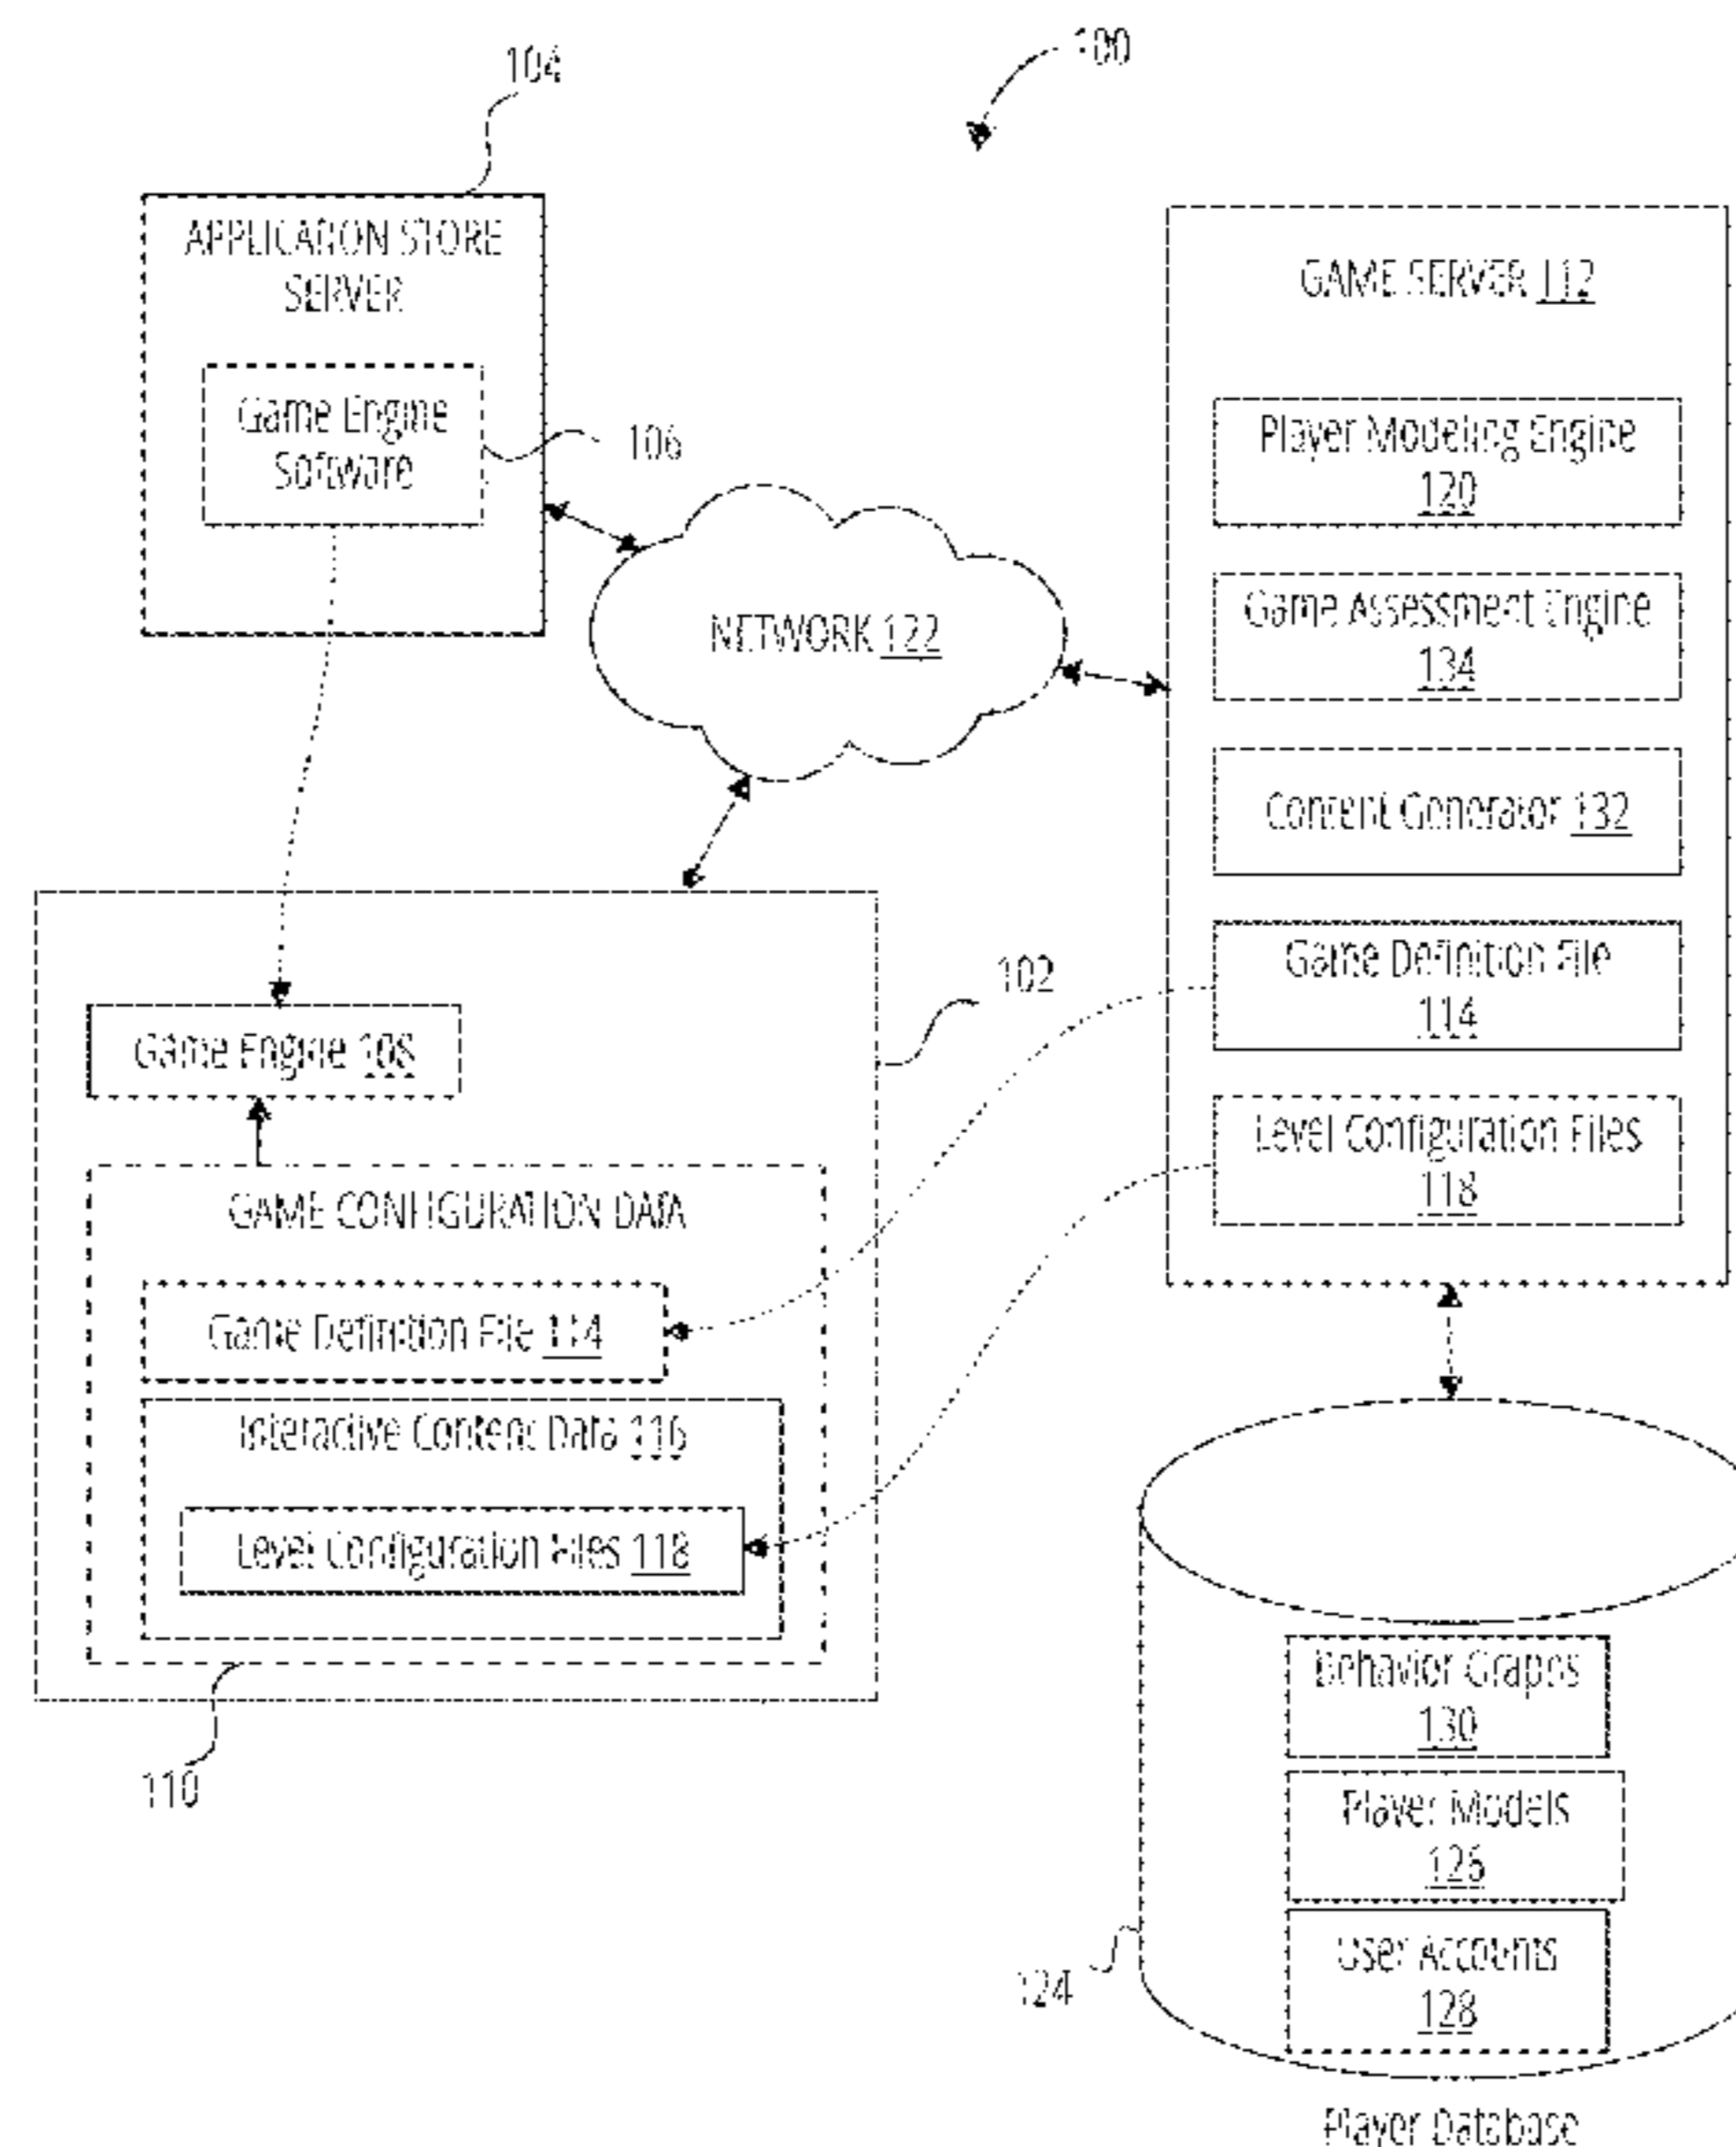 100
104
APPLICATION STORE
SERVER
Game Engine
Software
106
NETWORK 122
GAME SERVER 112
Player Modeling Engine
120
Game Assessment Engine
134
Content Generator 132
Game Definition File
114
Level Configuration Files
118
102
Game Engine 108
GAME CONFIGURATION DATA
Game Definition File 114
Interactive Content Data 116
Level Configuration Files 118
110
Behavior Graphs
130
Player Models
126
User Accounts
128
124
Player Database